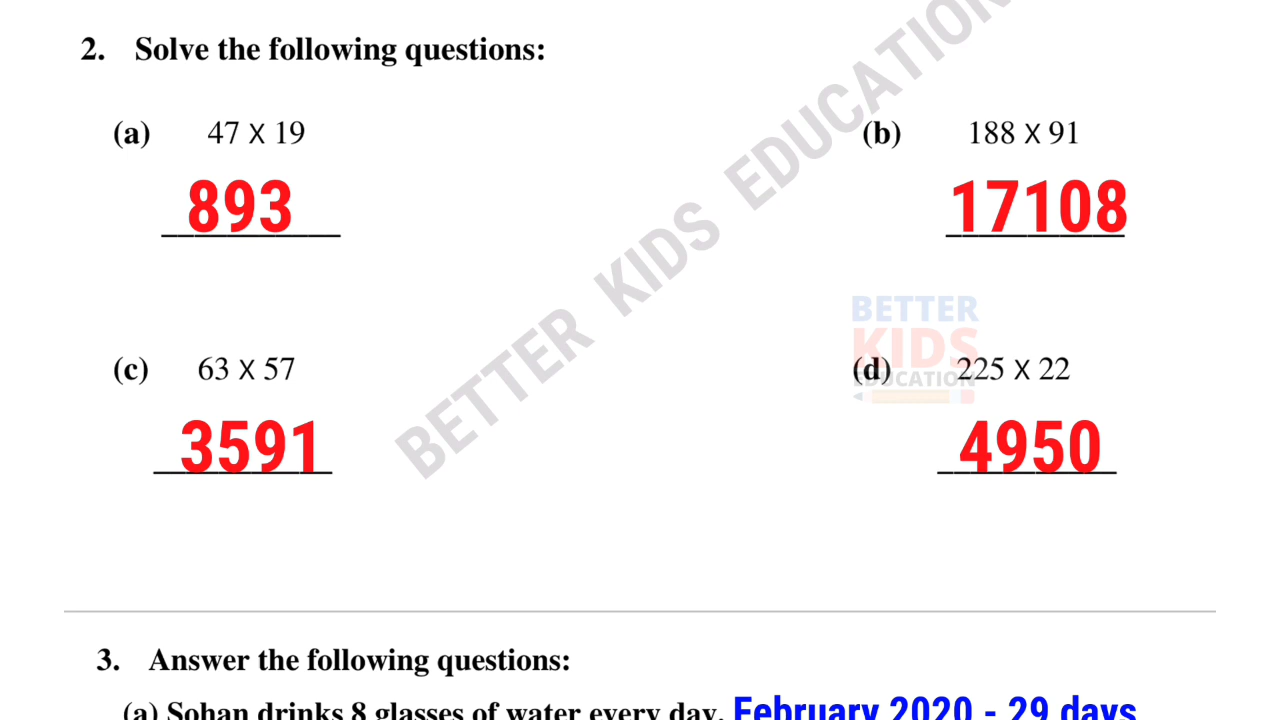 2. Solve the following questions:
(a) 47 X 19
(b) 188 X 91
893
17108
BETTER KIDS EDUCATION
BETTER
KIDS
EDUCATION
(c) 63 X 57
(d) 225 X 22
3591
4950
3. Answer the following questions:
(a) Sohan drinks 8 glasses of water every day. February 2020 - 29 days